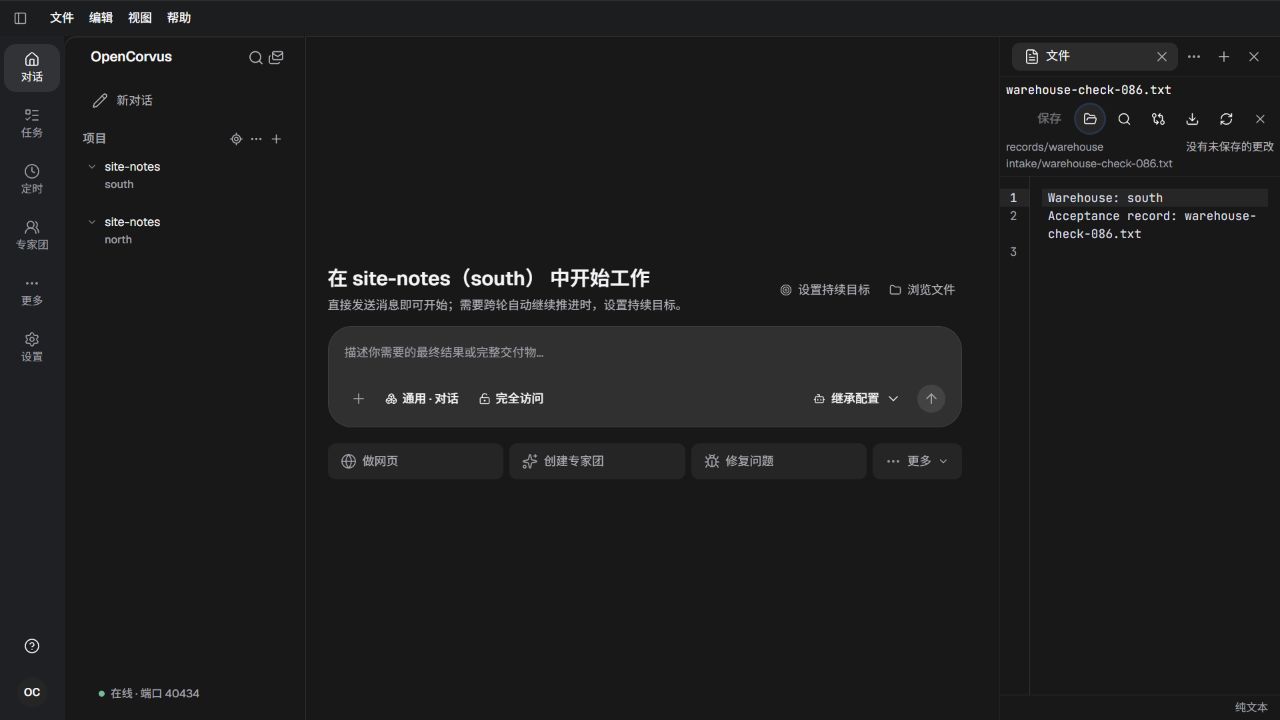 文件 编辑 视图 帮助
对话
任务
定时
专家团
更多
设置
OC
OpenCorvus
新对话
项目
site-notes
south
site-notes
north
在线 · 端口 40434
在 site-notes（south） 中开始工作
直接发送消息即可开始；需要跨轮自动继续推进时，设置持续目标。
设置持续目标 浏览文件
描述你需要的最终结果或完整交付物...
通用 · 对话 完全访问 继承配置
做网页 创建专家团 修复问题 更多
文件
warehouse-check-086.txt
保存
records/warehouse
intake/warehouse-check-086.txt
没有未保存的更改
1 Warehouse: south
2 Acceptance record: warehouse-
check-086.txt
3
纯文本